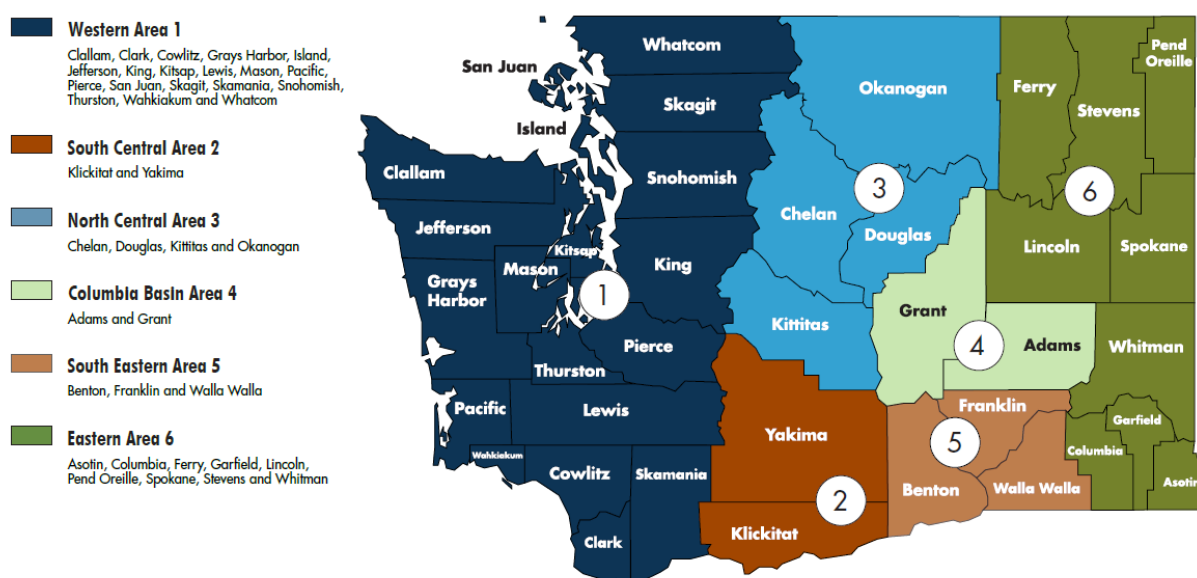 Western Area 1
Clallam, Clark, Cowlitz, Grays Harbor, Island,
Jefferson, King, Kitsap, Lewis, Mason, Pacific,
Pierce, San Juan, Skagit, Skamania, Snohomish,
Thurston, Wahkiakum and Whatcom
South Central Area 2
Klickitat and Yakima
North Central Area 3
Chelan, Douglas, Kittitas and Okanogan
Columbia Basin Area 4
Adams and Grant
South Eastern Area 5
Benton, Franklin and Walla Walla
Eastern Area 6
Asotin, Columbia, Ferry, Garfield, Lincoln,
Pend Oreille, Spokane, Stevens and Whitman
Whatcom
San Juan
Skagit
Island
Clallam
Snohomish
Jefferson
Kitsap
King
Mason
Grays
Harbor
1
Pierce
Thurston
Pacific
Lewis
Wahkiakum
Cowlitz
Skamania
Clark
Okanogan
3
Chelan
Douglas
Kittitas
Yakima
2
Klickitat
Grant
4
Adams
Franklin
5
Benton
Walla Walla
Ferry
Stevens
Pend
Oreille
6
Lincoln
Spokane
Whitman
Garfield
Columbia
Asotin